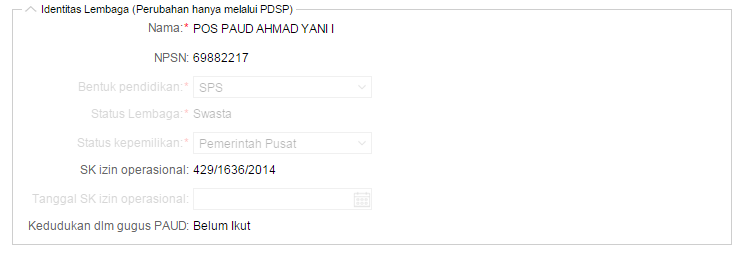 Identitas Lembaga (Perubahan hanya melalui PDSP)
Nama:* POS PAUD AHMAD YANI I
NPSN: 69882217
Bentuk pendidikan:* SPS
Status Lembaga:* Swasta
Status kepemilikan:* Pemerintah Pusat
SK izin operasional: 429/1636/2014
Tanggal SK izin operasional:
Kedudukan dlm gugus PAUD: Belum Ikut